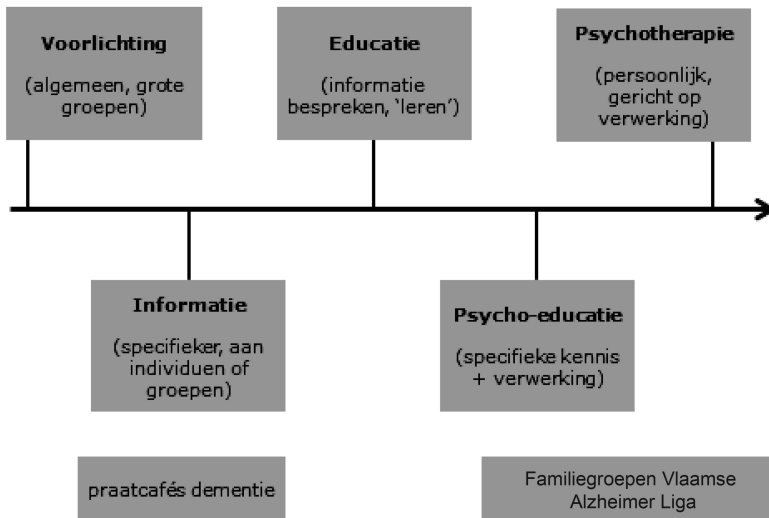 Voorlichting
(algemeen, grote
groepen)
Educatie
(informatie
bespreken, ‘leren’)
Psychotherapie
(persoonlijk,
gericht op
verwerking)
Informatie
(specifieker, aan
individuen of
groepen)
Psycho-educatie
(specifieke kennis
+ verwerking)
praatcafés dementie
Familiegroepen Vlaamse
Alzheimer Liga